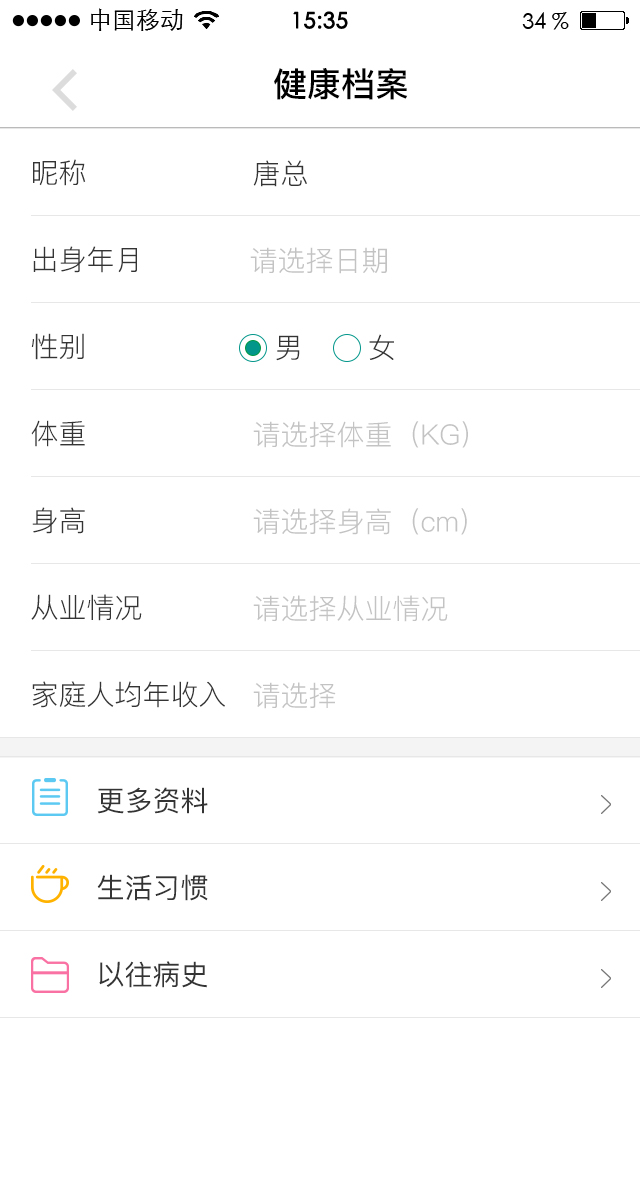 中国移动 15:35 34%
健康档案
昵称 唐总
出身年月 请选择日期
性别 男 女
体重 请选择体重（KG）
身高 请选择身高（cm）
从业情况 请选择从业情况
家庭人均年收入 请选择
更多资料
生活习惯
以往病史